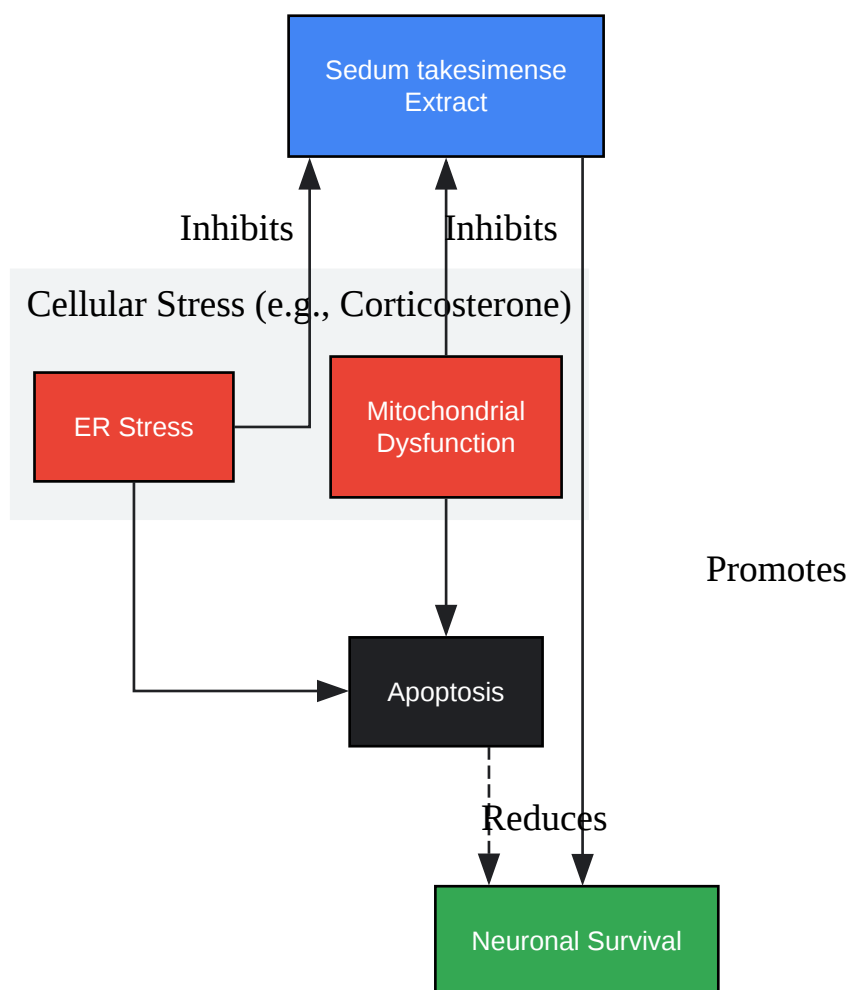 Sedum takesimense
Extract
Inhibits
Inhibits
Cellular Stress (e.g., Corticosterone)
ER Stress
Mitochondrial
Dysfunction
Promotes
Apoptosis
Reduces
Neuronal Survival